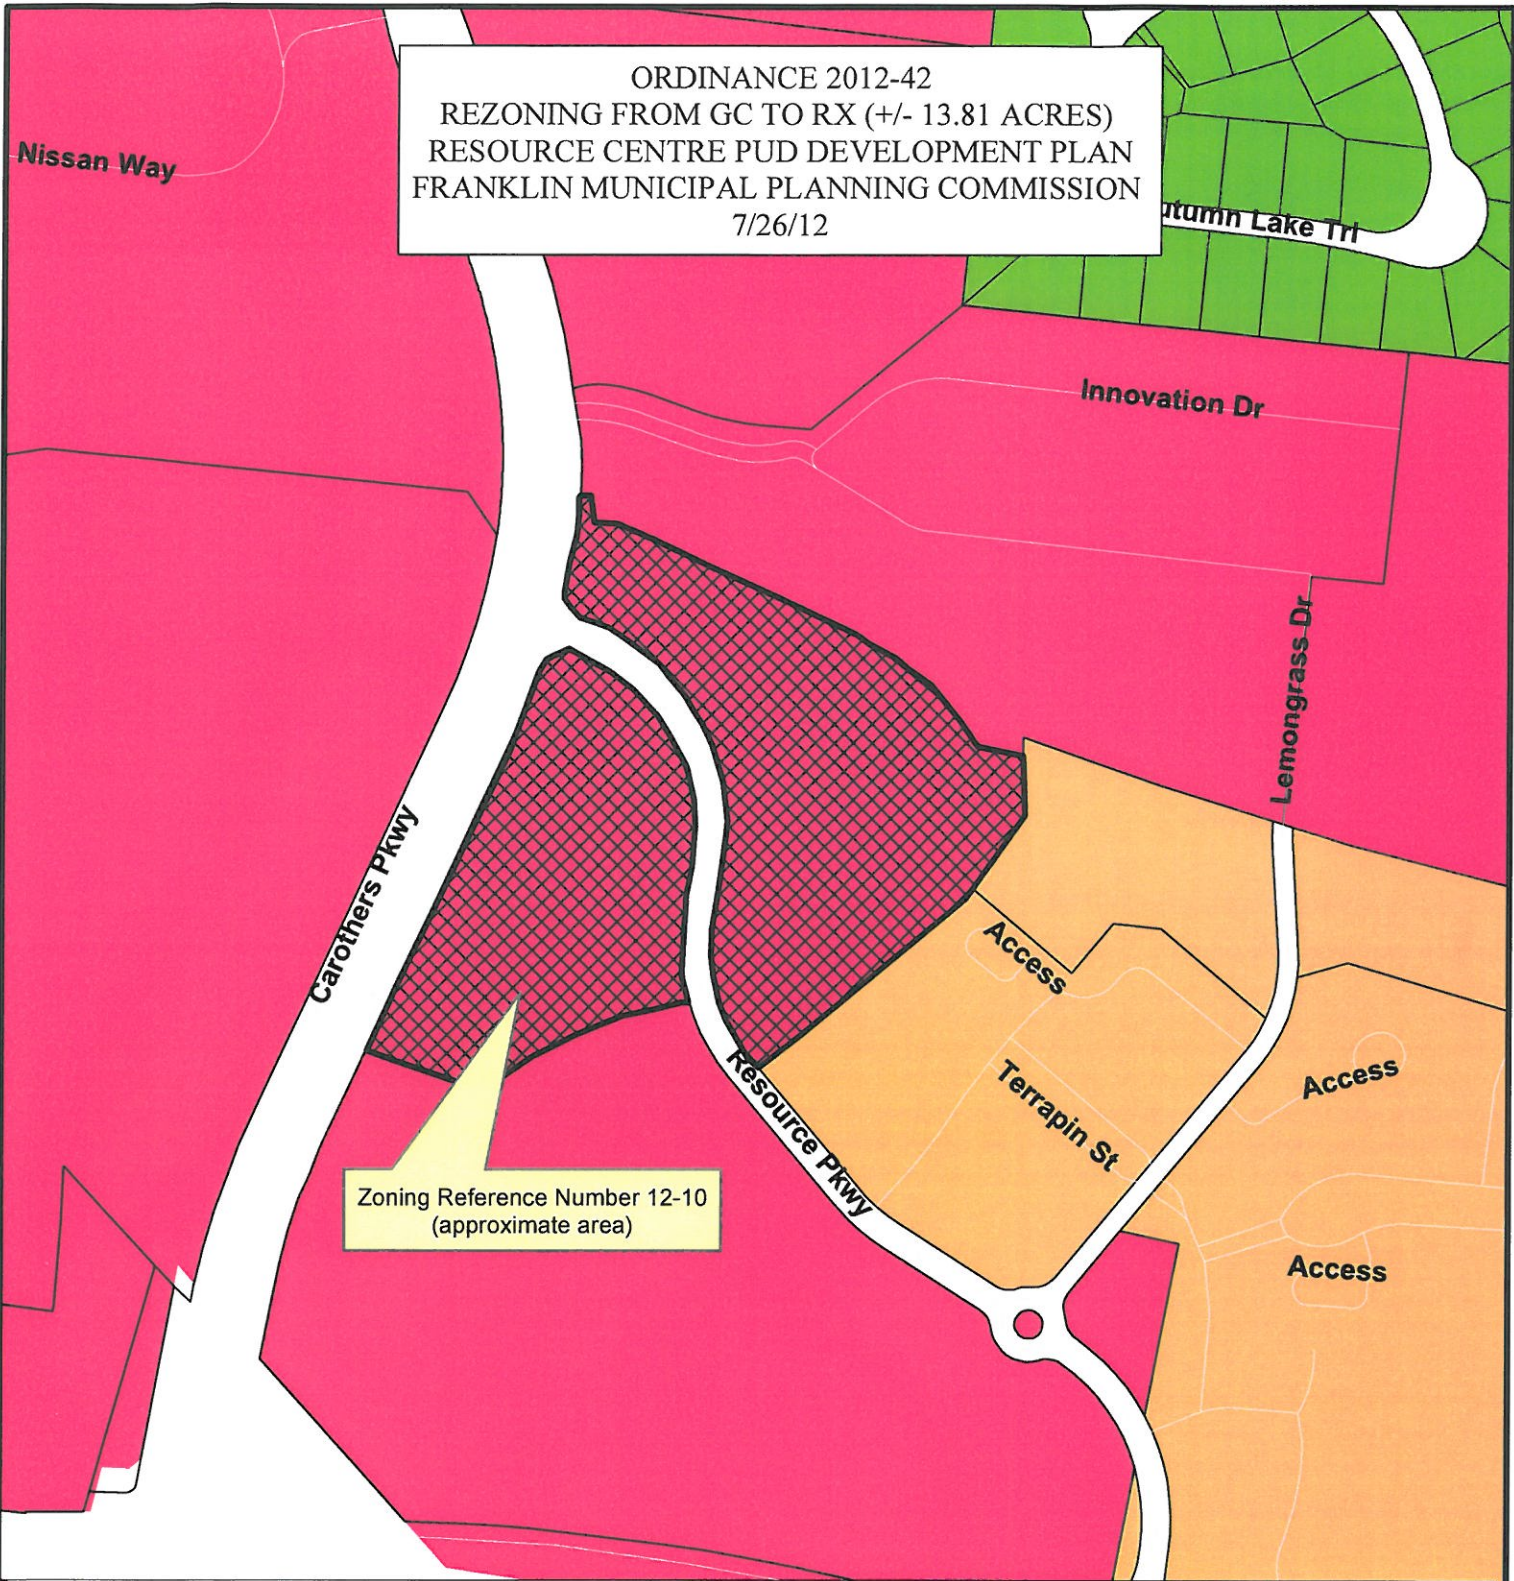 ORDINANCE 2012-42
REZONING FROM GC TO RX (+/- 13.81 ACRES)
RESOURCE CENTRE PUD DEVELOPMENT PLAN
FRANKLIN MUNICIPAL PLANNING COMMISSION
7/26/12
Nissan Way
utumn Lake Trl
Innovation Dr
Lemongrass Dr
Carothers Pkwy
Access
Terrapin St
Access
Resource Pkwy
Zoning Reference Number 12-10
(approximate area)
Access